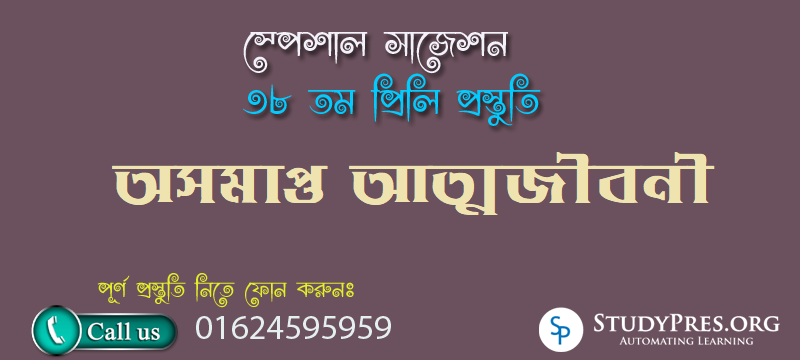 স্পেশাল সাজেশন
৩৮ তম প্রিলি প্রস্তুতি
অসমাপ্ত আত্মজীবনী
পূর্ণ প্রস্তুতি নিতে ফোন করুনঃ
Call us 01624595959
SP StudyPres.org
Automating Learning